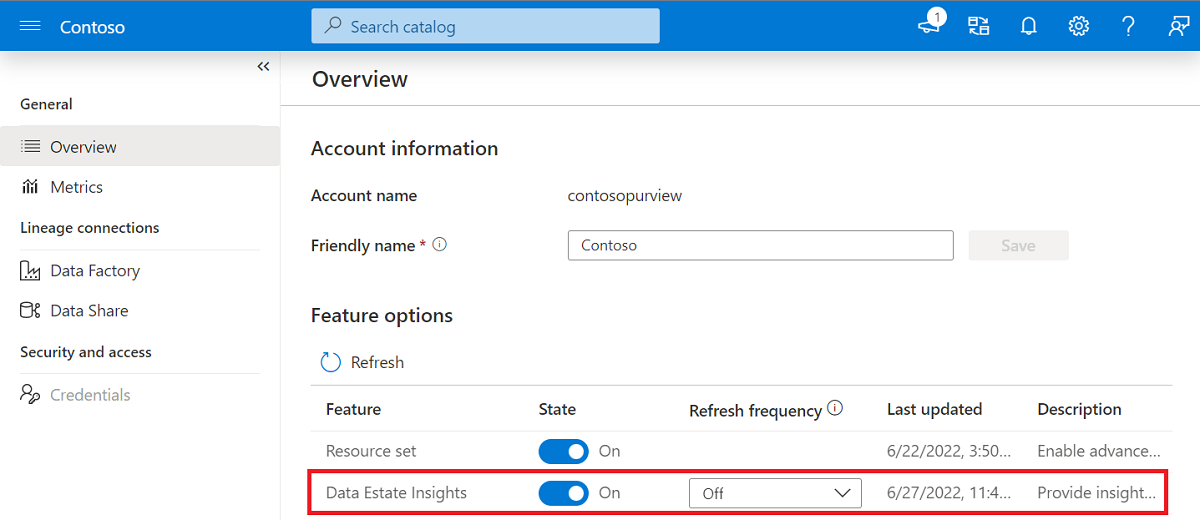 Contoso
Search catalog
1
Overview
General
Overview
Metrics
Lineage connections
Data Factory
Data Share
Security and access
Credentials
Account information
Account name contosopurview
Friendly name * Contoso Save
Feature options
Refresh
Feature State Refresh frequency Last updated Description
Resource set On 6/22/2022, 3:50... Enable advance...
Data Estate Insights On Off 6/27/2022, 11:4... Provide insight...